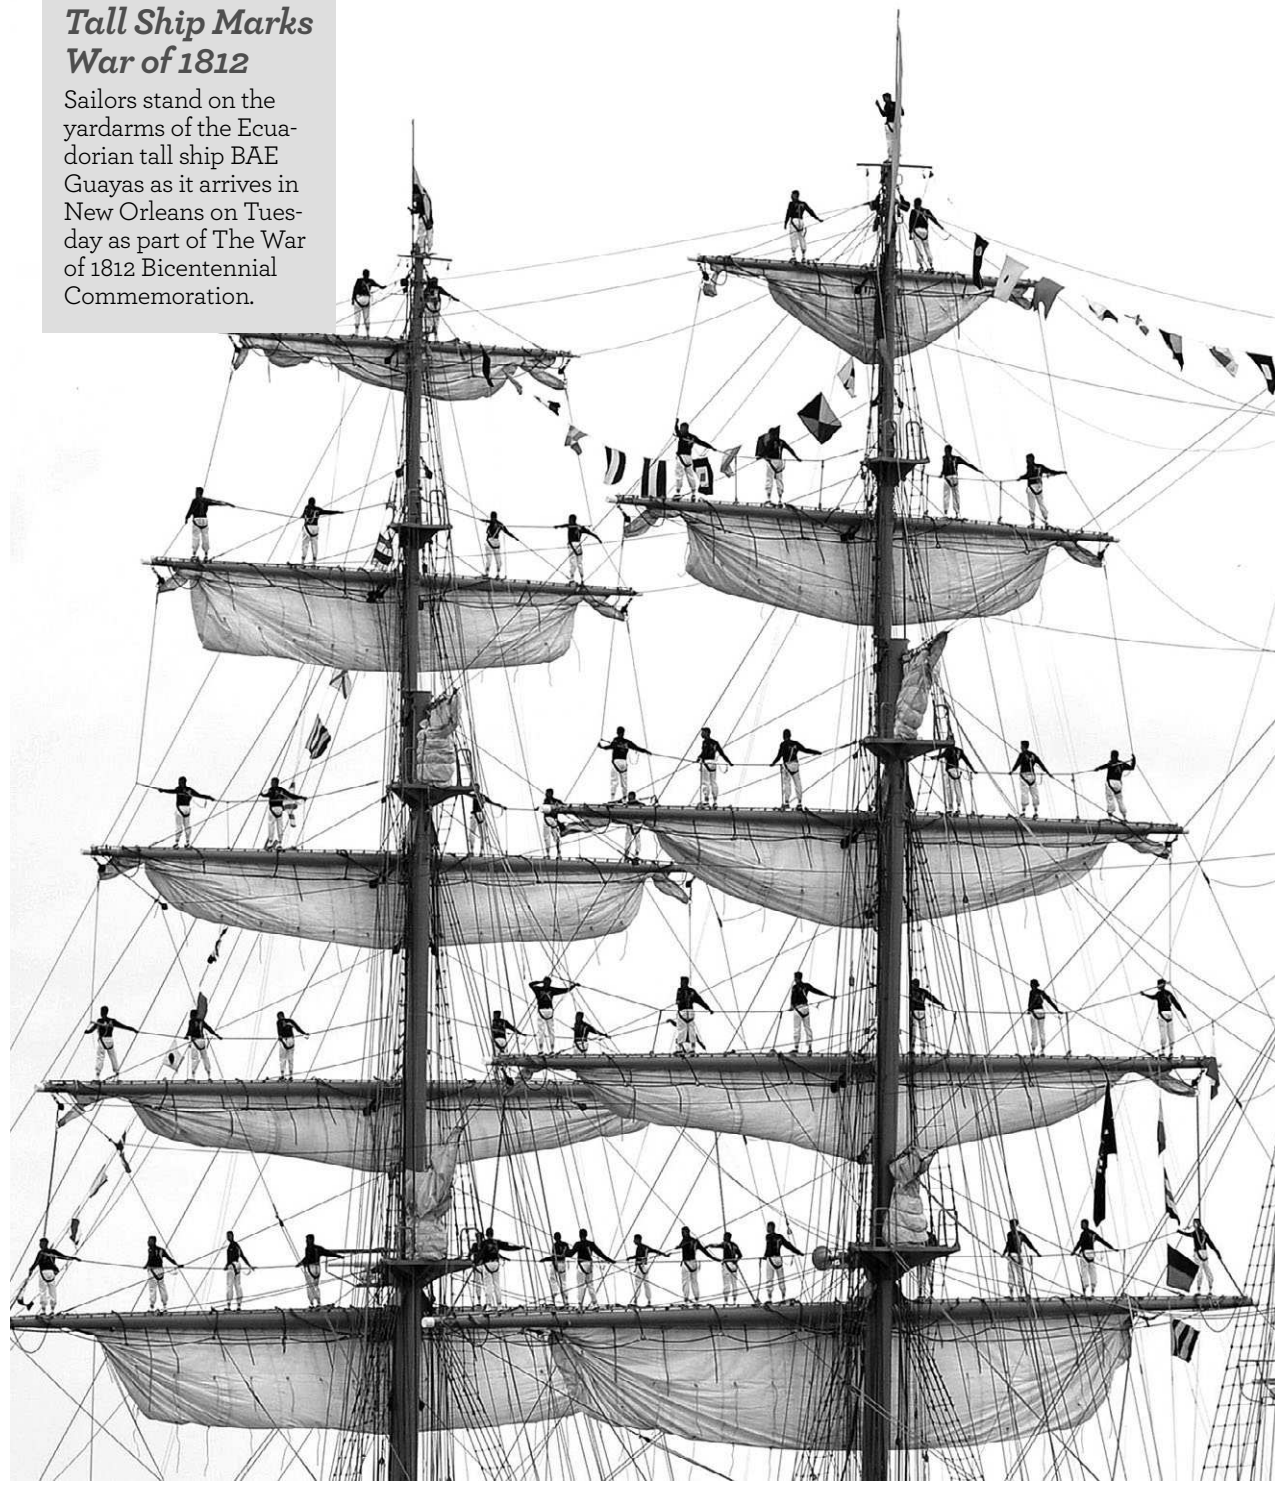 Tall Ship Marks
War of 1812
Sailors stand on the
yardarms of the Ecua-
dorian tall ship BAE
Guayas as it arrives in
New Orleans on Tues-
day as part of The War
of 1812 Bicentennial
Commemoration.